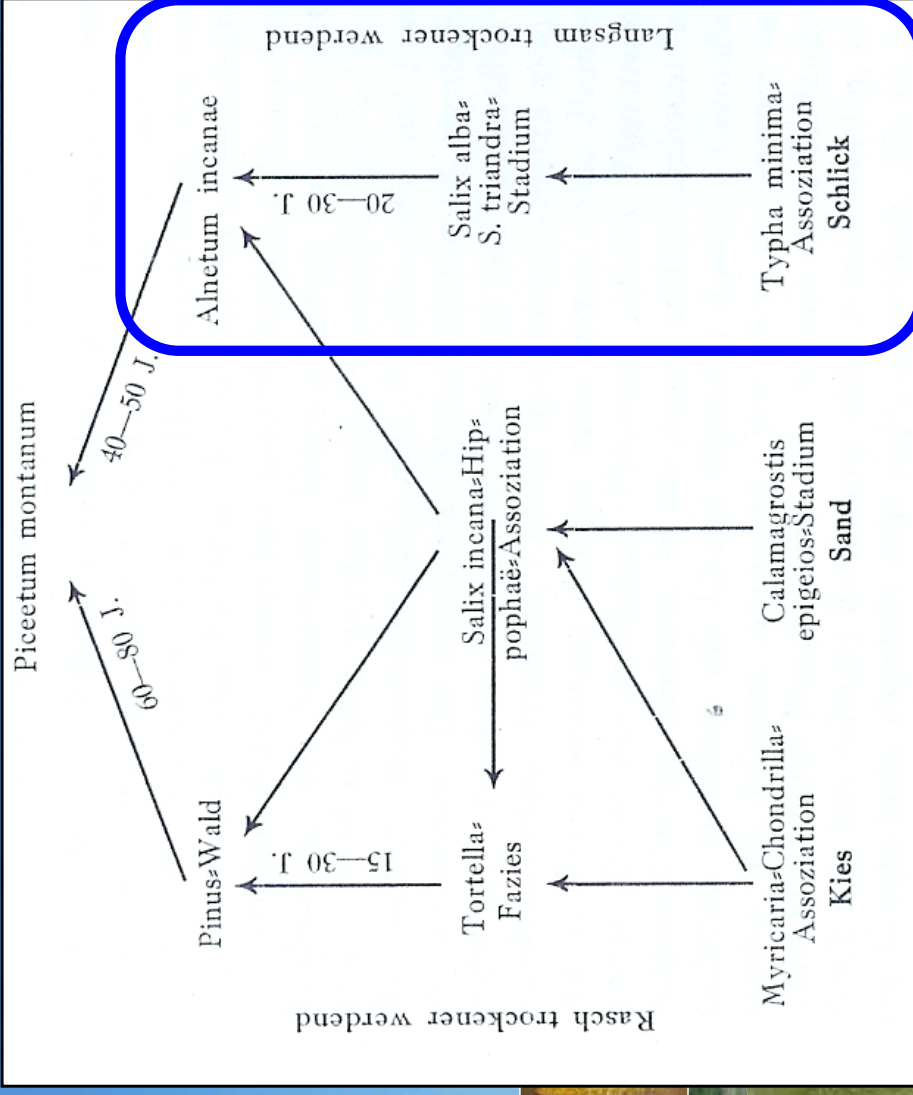 Piceetum montanum
60—80 J.
40—50 J.
Pinus⸗Wald
Alnetum incanae
15—30 J.
20—30 J.
Rasch trockener werdend
Langsam trockener werdend
Tortella⸗
Fazies
Salix incana⸗Hip⸗
pophaë⸗Assoziation
Salix alba⸗
S. triandra⸗
Stadium
Myricaria⸗Chondrilla⸗
Assoziation
Kies
Calamagrostis
epigeios⸗Stadium
Sand
Typha minima⸗
Assoziation
Schlick